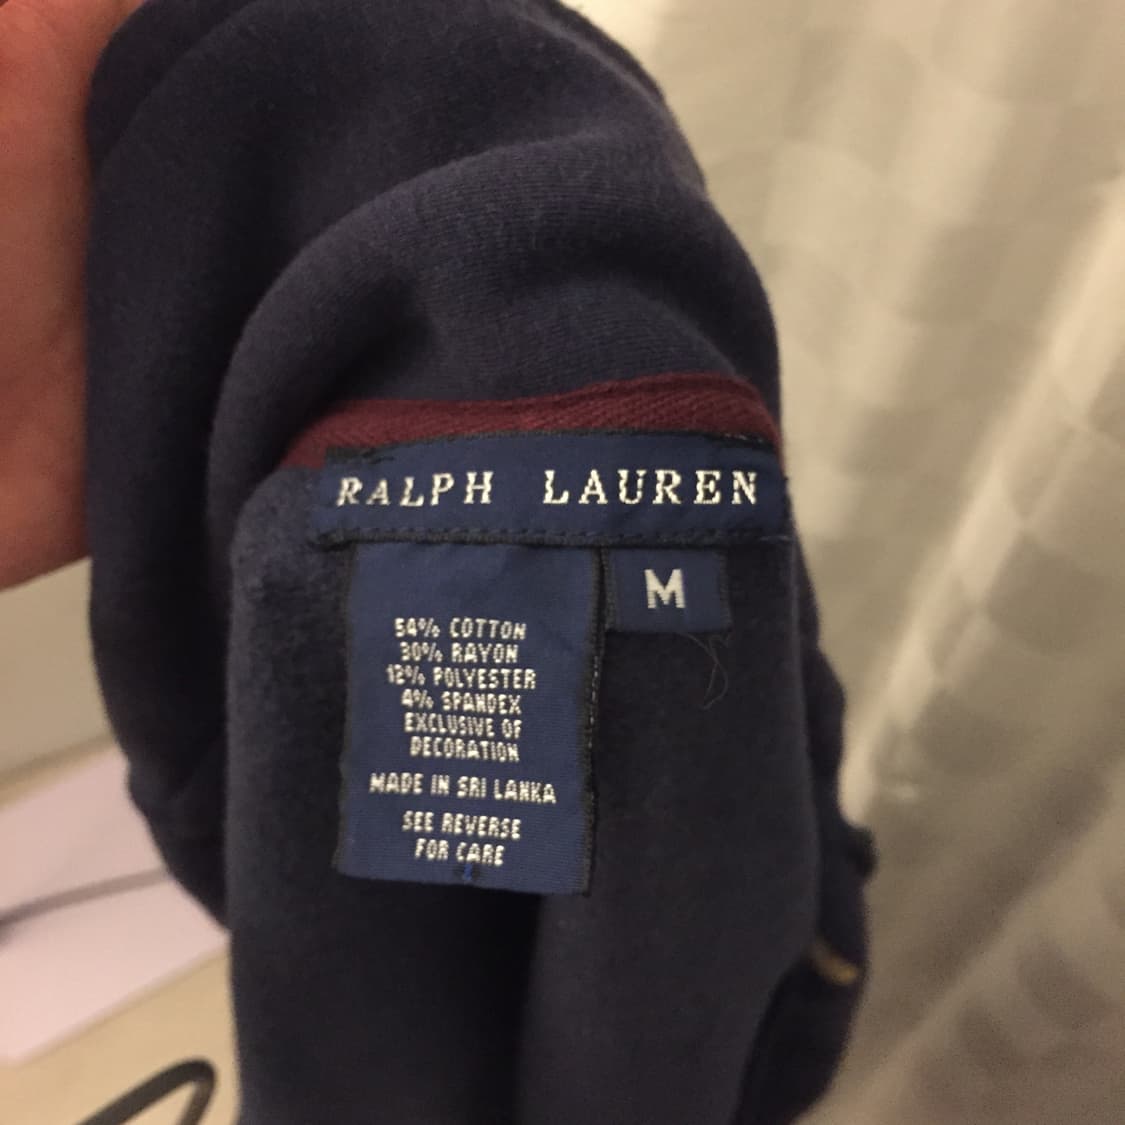 RALPH LAUREN
M
54% COTTON
30% RAYON
12% POLYESTER
4% SPANDEX
EXCLUSIVE OF
DECORATION
MADE IN SRI LANKA
SEE REVERSE
FOR CARE